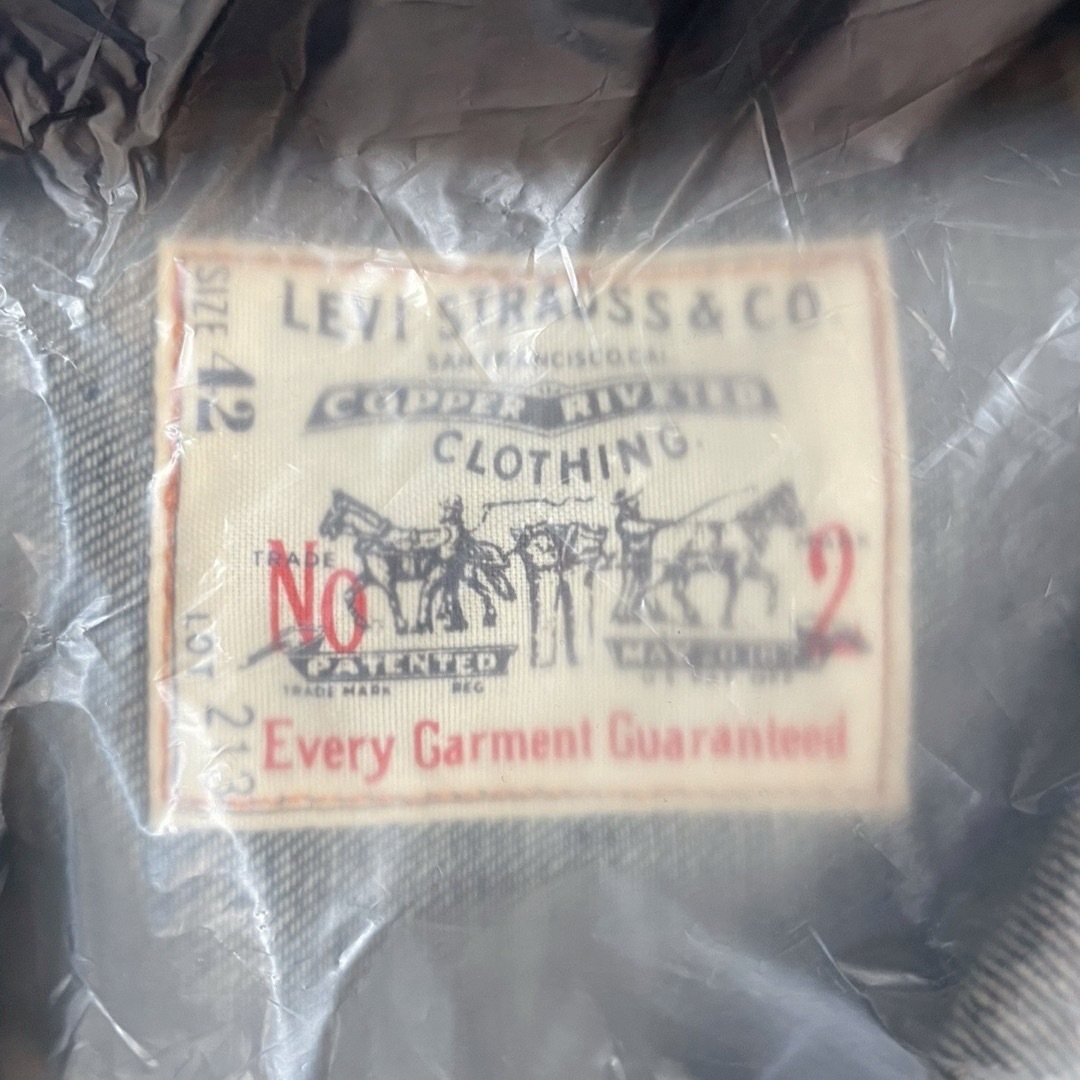 LEVI STRAUSS & CO
SAN FRANCISCO, CAL.
COPPER RIVETED
CLOTHING.
TRADE
No 2
PATENTED
TRADE MARK REG
Every Garment Guaranteed
SIZE 42
LOT 213